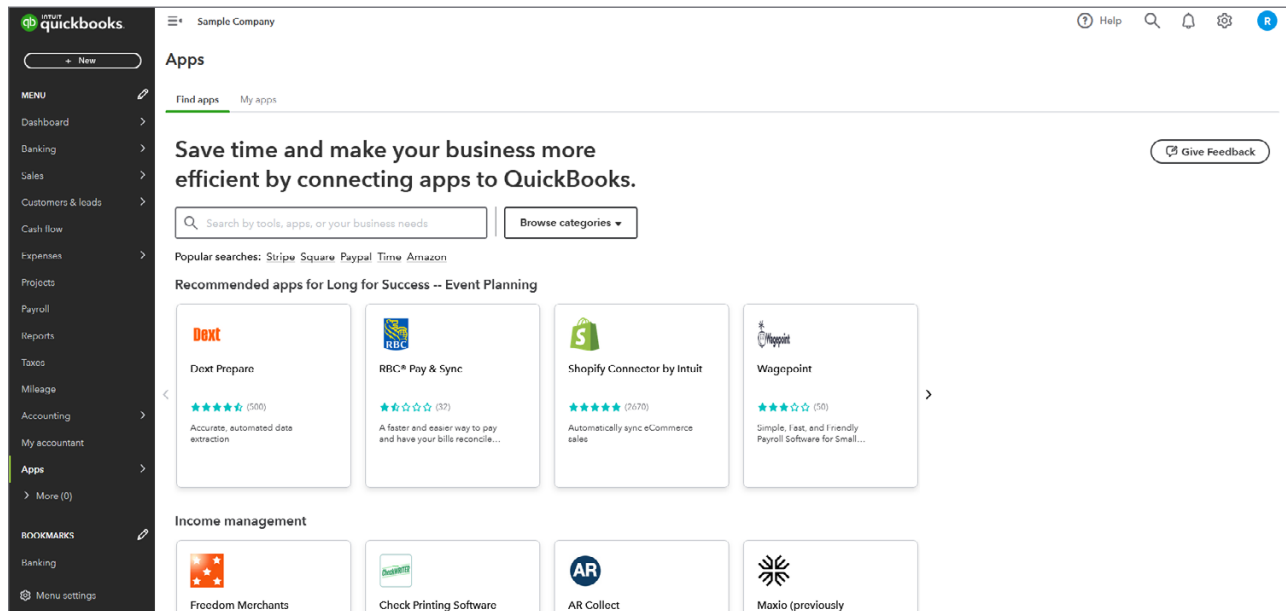 INTUIT
qb quickbooks.
Sample Company
Help
R
+ New
Apps
MENU
Find apps
My apps
Dashboard
Banking
Sales
Customers & leads
Cash flow
Expenses
Projects
Payroll
Reports
Taxes
Mileage
Accounting
My accountant
Apps
More (0)
BOOKMARKS
Banking
Menu settings
Save time and make your business more
efficient by connecting apps to QuickBooks.
Give Feedback
Search by tools, apps, or your business needs
Browse categories
Popular searches: Stripe Square Paypal Time Amazon
Recommended apps for Long for Success -- Event Planning
Dext
Dext Prepare
(500)
Accurate, automated data
extraction
RBC
RBC® Pay & Sync
(32)
A faster and easier way to pay
and have your bills reconcile...
S
Shopify Connector by Intuit
(2670)
Automatically sync eCommerce
sales
Wagepoint
Wagepoint
(50)
Simple, Fast, and Friendly
Payroll Software for Small...
Income management
Freedom Merchants
CheckWRITER
Check Printing Software
AR
AR Collect
Maxio (previously